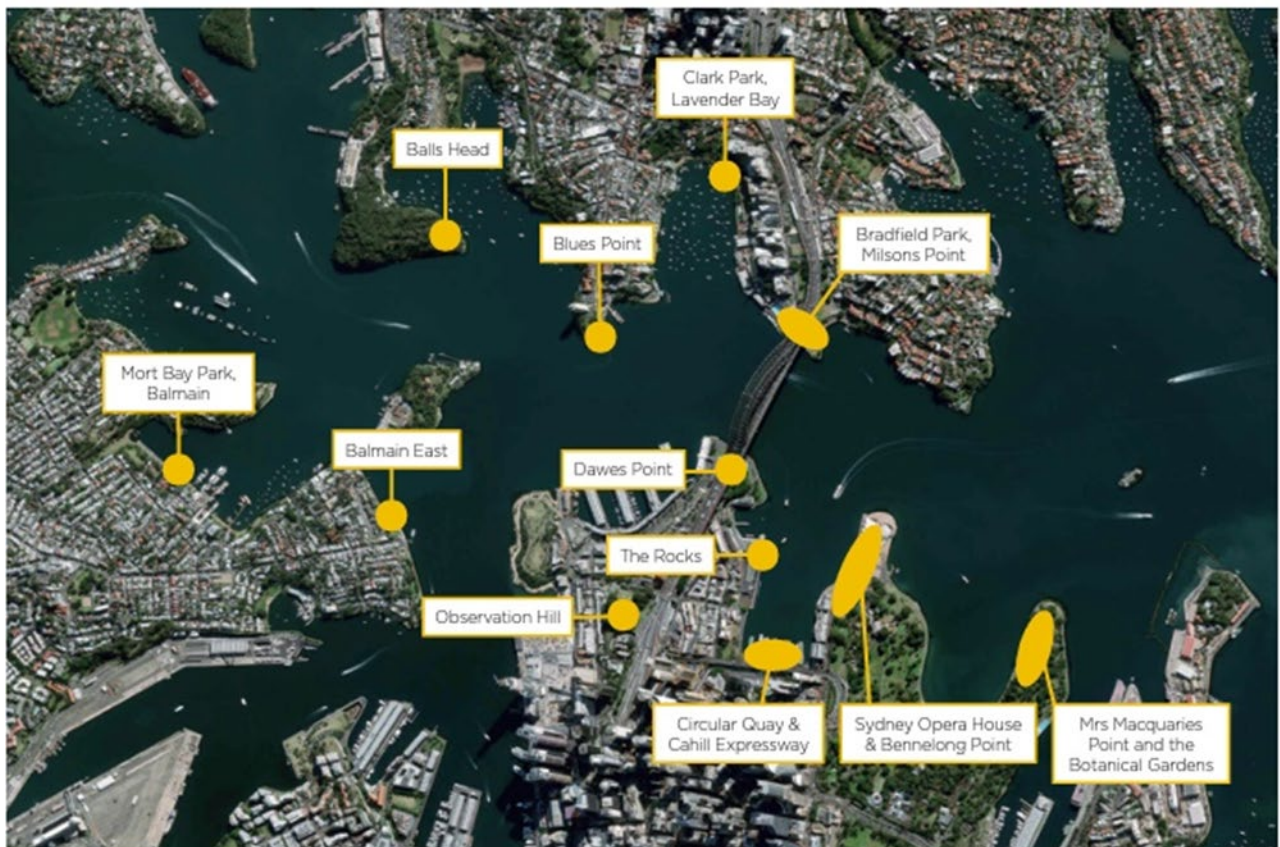 Clark Park,
Lavender Bay
Balls Head
Blues Point
Bradfield Park,
Milsons Point
Mort Bay Park,
Balmain
Balmain East
Dawes Point
The Rocks
Observation Hill
Circular Quay &
Cahill Expressway
Sydney Opera House
& Bennelong Point
Mrs Macquaries
Point and the
Botanical Gardens